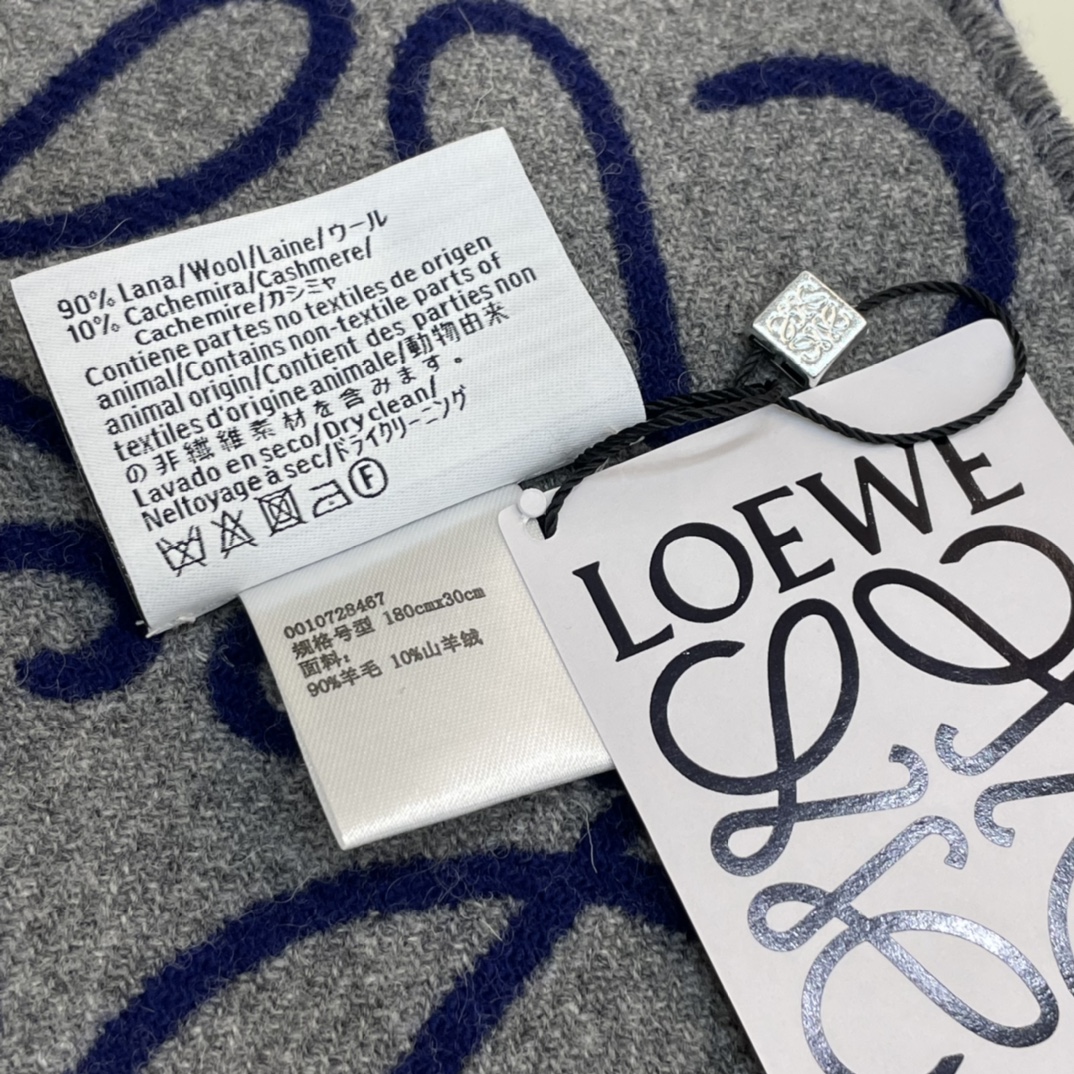 90% Lana/Wool/Laine/ウール
10% Cachemira/Cashmere/
Cachemire/カシミヤ
Contiene partes no textiles de origen
animal/Contains non-textile parts of
animal origin/Contient des parties non
textiles d'origine animale/動物由来
の非繊維素材を含みます。
Lavado en seco/Dry clean/
Nettoyage à sec/ドライクリーニング
F
0010728467
规格号型 180cmx30cm
面料:
90%羊毛 10%山羊绒
LOEWE